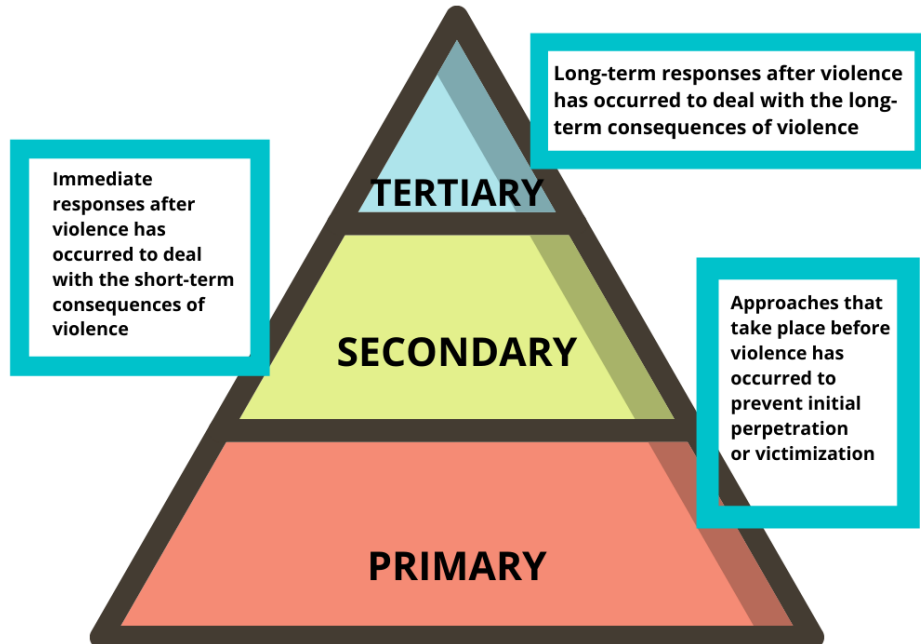 Long-term responses after violence
has occurred to deal with the long-
term consequences of violence
TERTIARY
Immediate
responses after
violence has
occurred to deal
with the short-term
consequences of
violence
SECONDARY
Approaches that
take place before
violence has
occurred to
prevent initial
perpetration
or victimization
PRIMARY